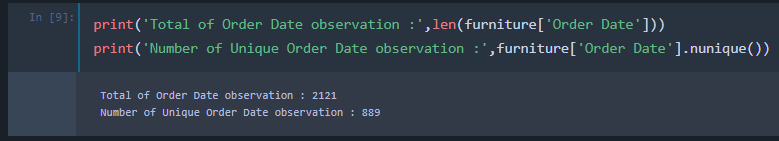 In [9]:
print('Total of Order Date observation :',len(furniture['Order Date']))
print('Number of Unique Order Date observation :',furniture['Order Date'].nunique())
Total of Order Date observation : 2121
Number of Unique Order Date observation : 889